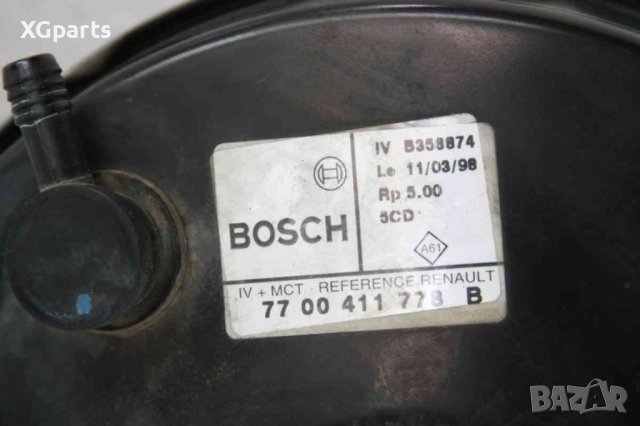 XGparts
IV B358874
Le 11/03/98
Rp 5.00
5CD
BOSCH
A61
IV + MCT - REFERENCE RENAULT
77 00 411 778 B
BAZAR